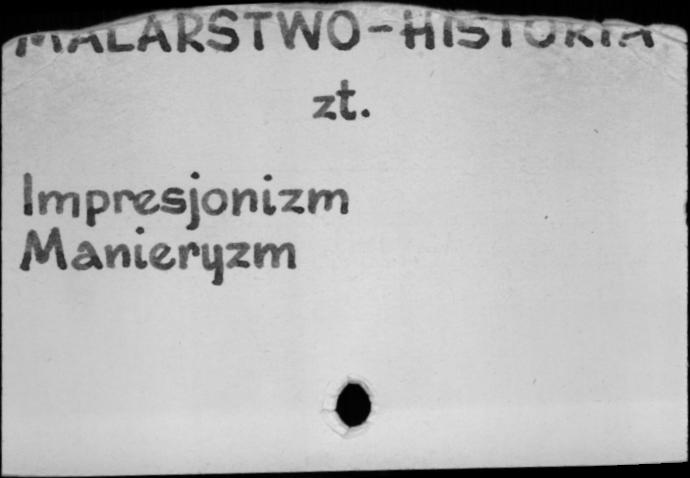 MALARSTWO-HISTORIA
zt.
Impresjonizm
Manieryzm